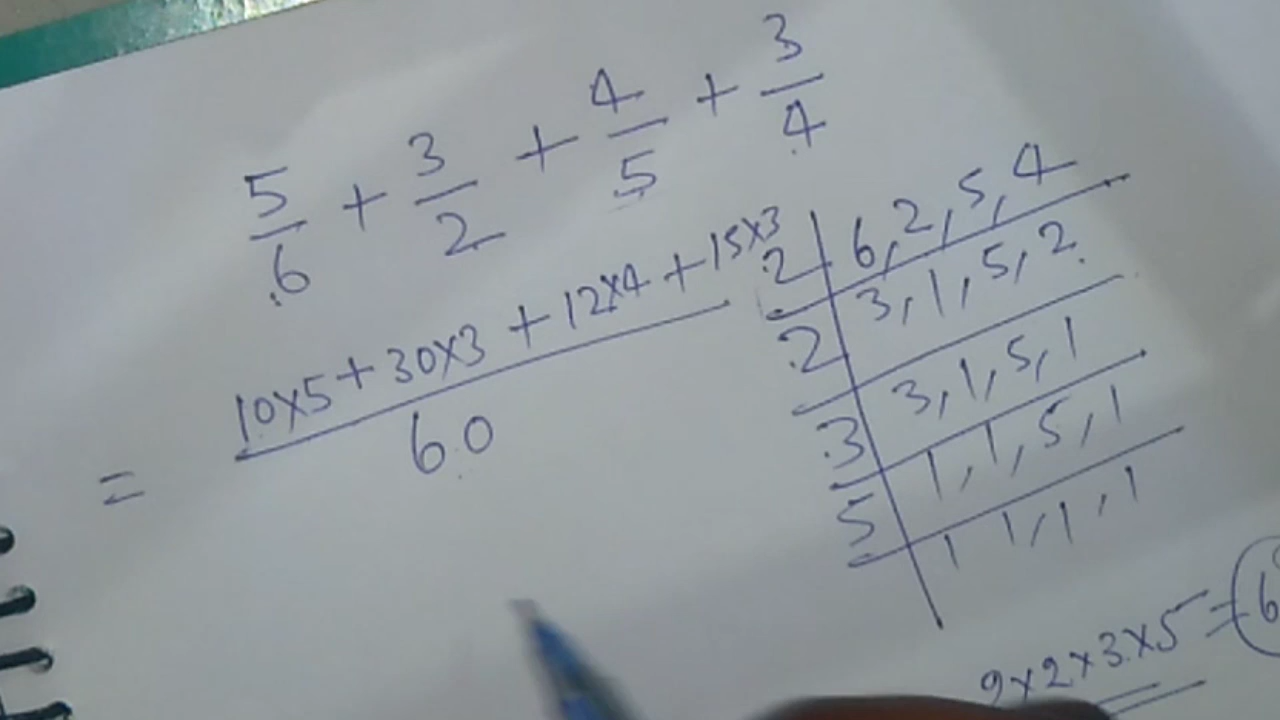 5/6 + 3/2 + 4/5 + 3/4
= (10×5 + 30×3 + 12×4 + 15×3)/60
2 | 6, 2, 5, 4
2 | 3, 1, 5, 2
3 | 3, 1, 5, 1
5 | 1, 1, 5, 1
1 1, 1, 1
2×2×3×5 = 6